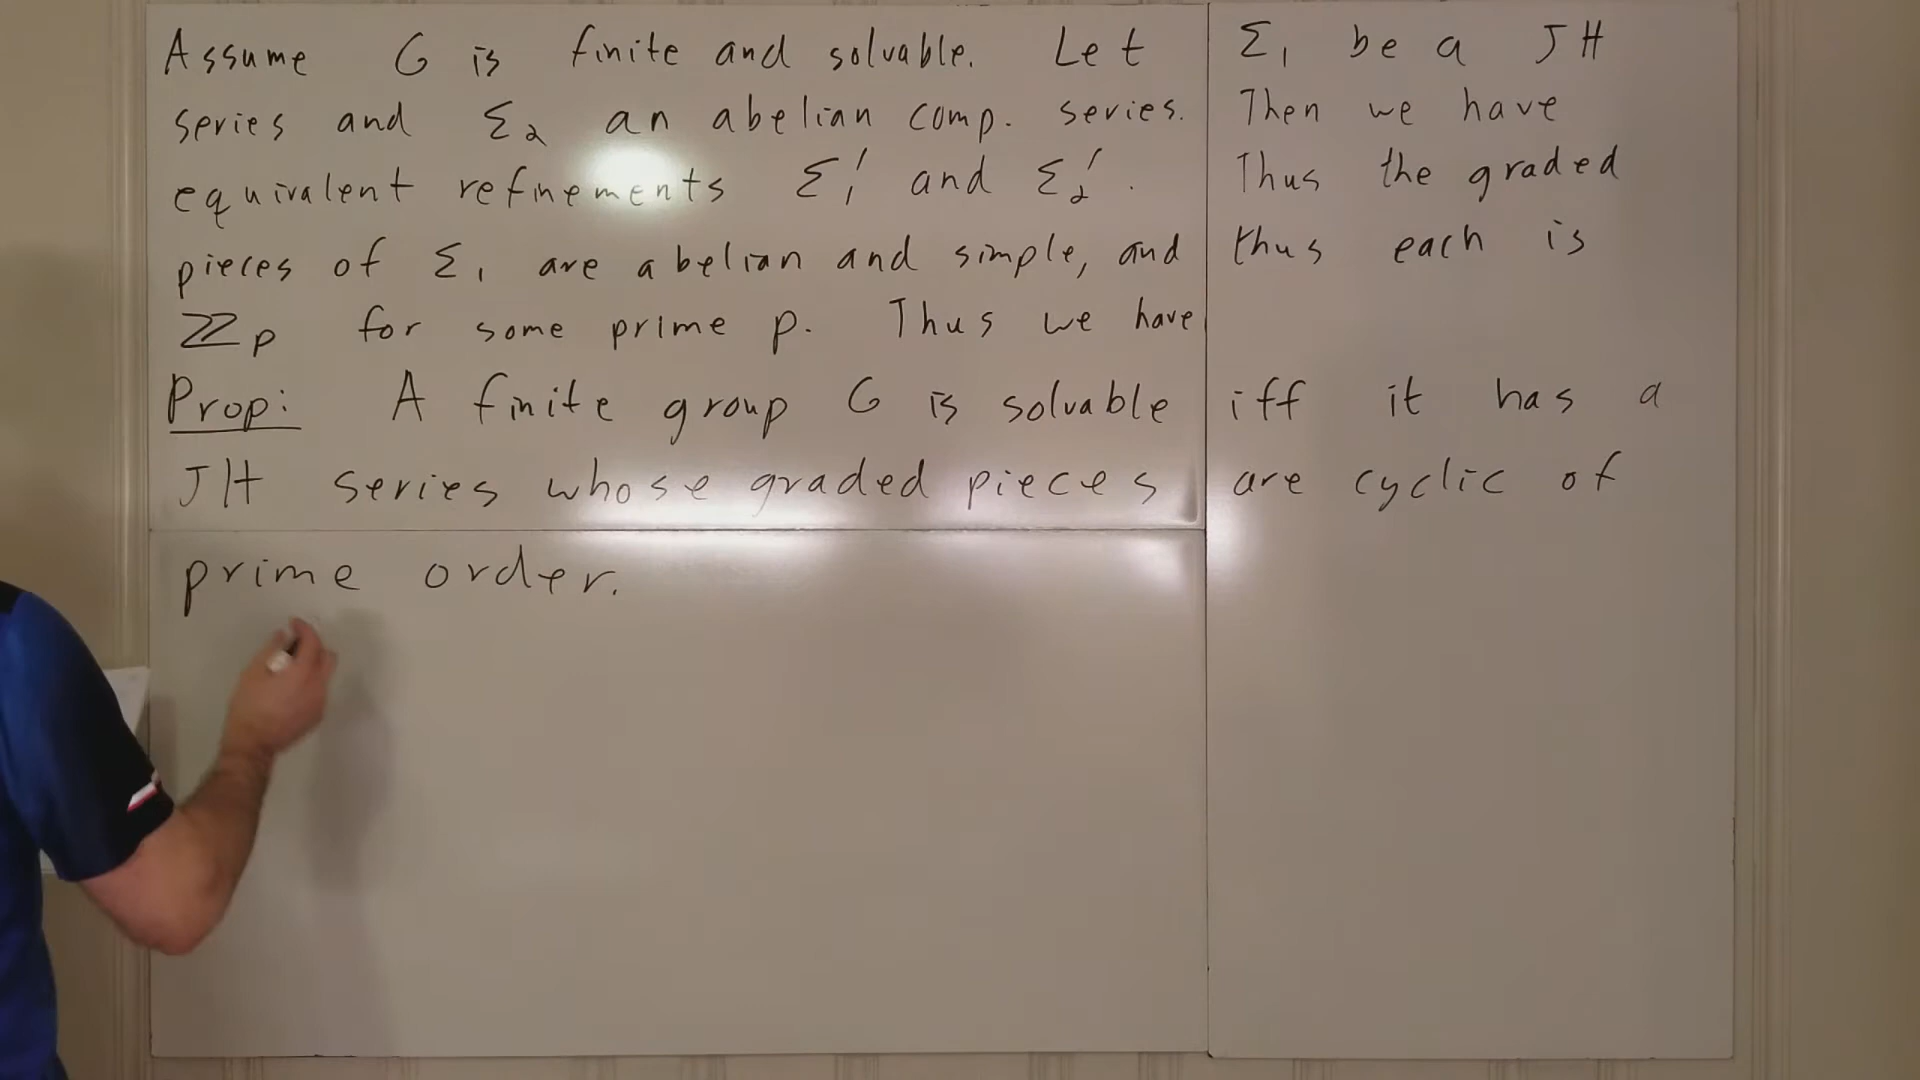 Assume G is finite and solvable. Let Σ₁ be a JH
series and Σ₂ an abelian comp. series. Then we have
equivalent refinements Σ₁′ and Σ₂′. Thus the graded
pieces of Σ₁ are abelian and simple, and thus each is
ℤp for some prime p. Thus we have
Prop: A finite group G is solvable iff it has a
JH series whose graded pieces are cyclic of
prime order.